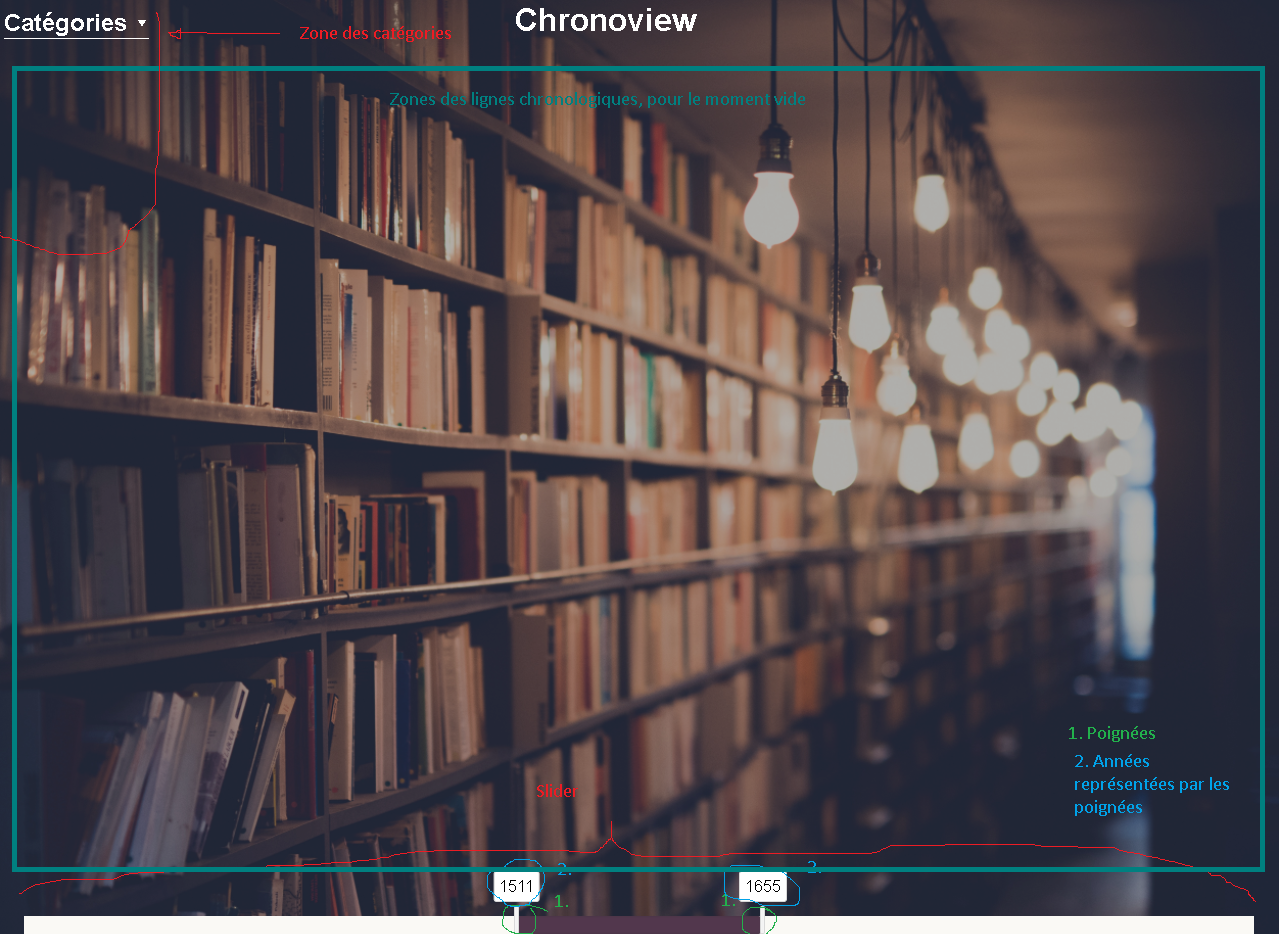 Catégories ▾
Chronoview
Zone des catégories
Zones des lignes chronologiques, pour le moment vide
1. Poignées
2. Années
représentées par les
poignées
Slider
2.
2.
1511
1655
1.
1.